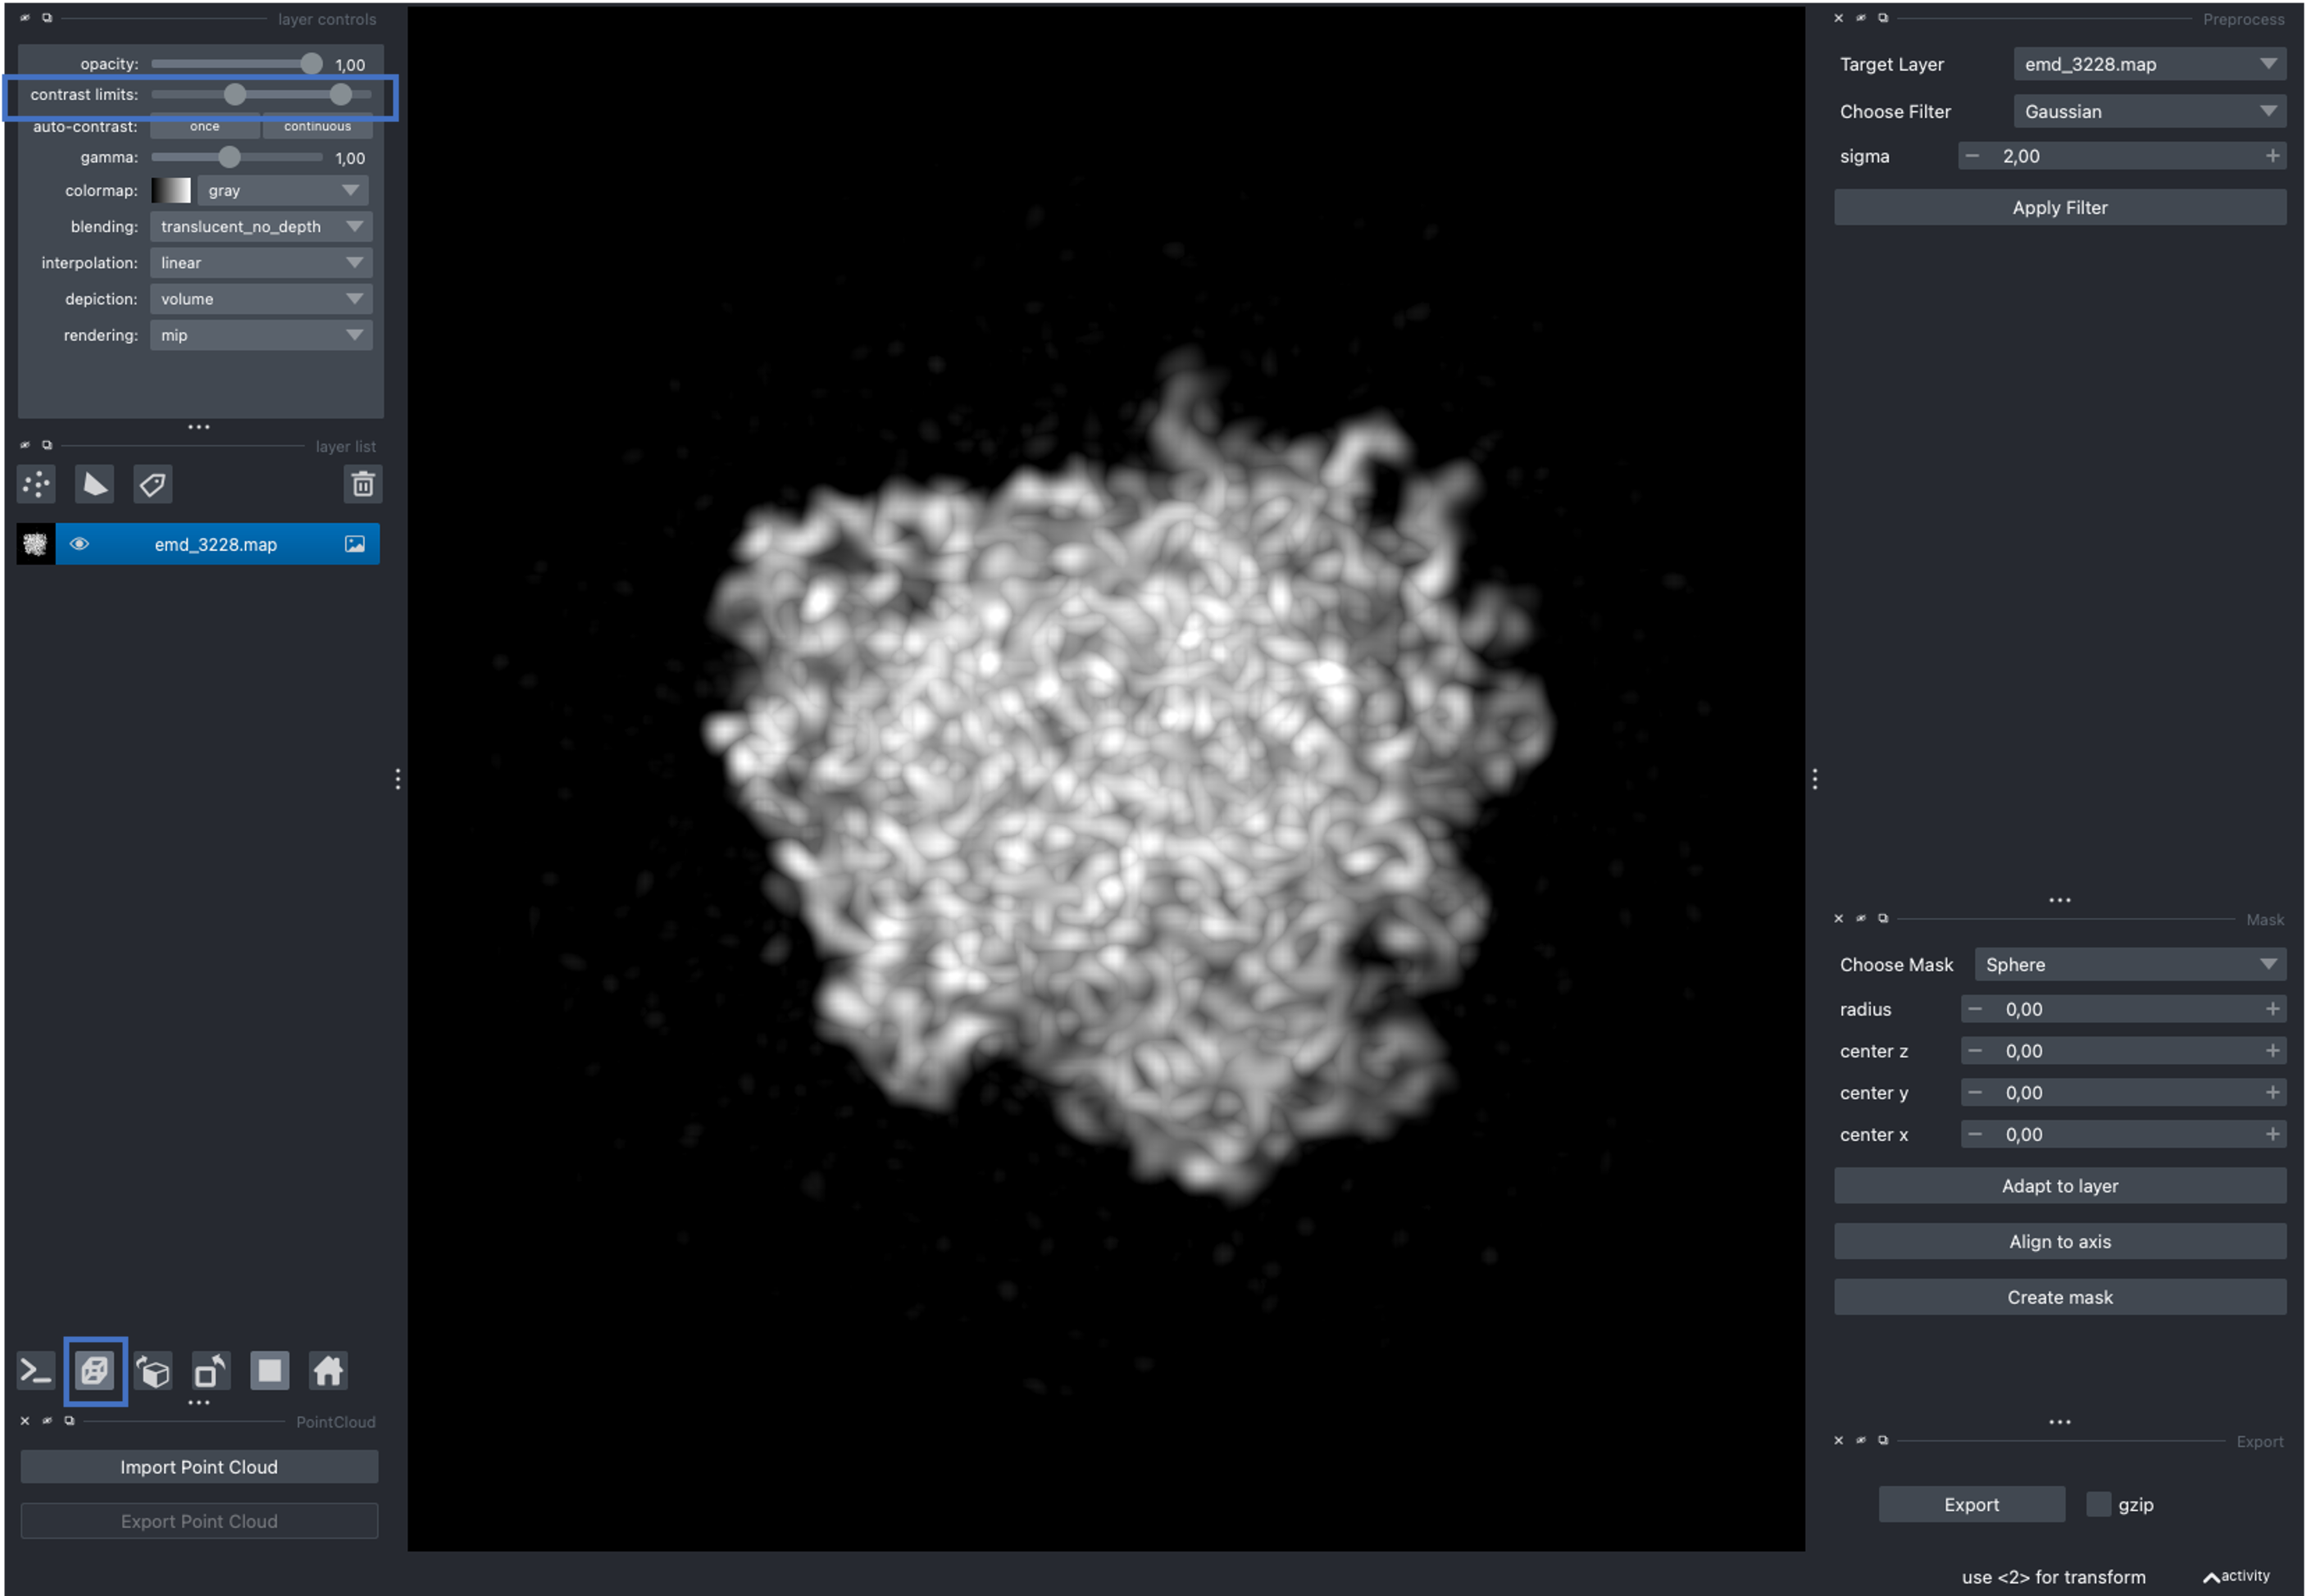 layer controls
opacity: 1,00
contrast limits:
auto-contrast: once continuous
gamma: 1,00
colormap: gray
blending: translucent_no_depth
interpolation: linear
depiction: volume
rendering: mip
layer list
emd_3228.map
PointCloud
Import Point Cloud
Export Point Cloud
Preprocess
Target Layer emd_3228.map
Choose Filter Gaussian
sigma − 2,00 +
Apply Filter
Mask
Choose Mask Sphere
radius − 0,00 +
center z − 0,00 +
center y − 0,00 +
center x − 0,00 +
Adapt to layer
Align to axis
Create mask
Export
Export gzip
use <2> for transform activity